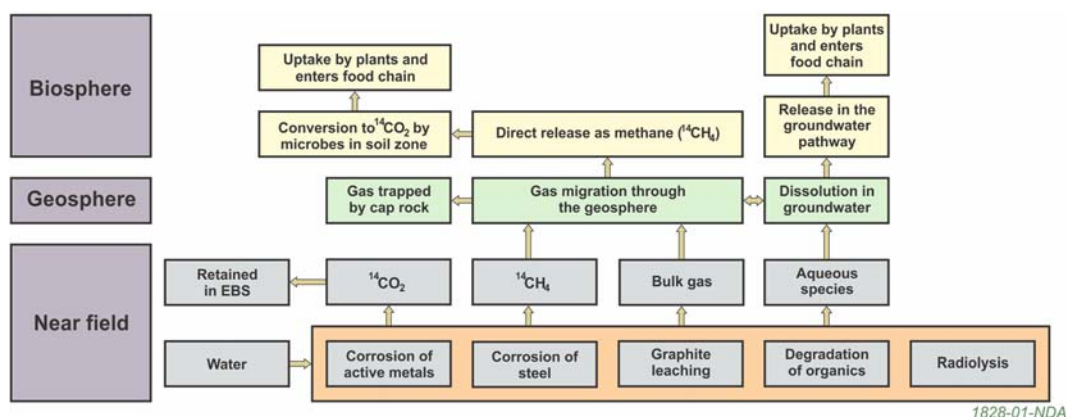 Biosphere
Uptake by plants and
enters food chain
Uptake by plants
and enters
food chain
Conversion to ¹⁴CO₂ by
microbes in soil zone
Direct release as methane (¹⁴CH₄)
Release in the
groundwater
pathway
Geosphere
Gas trapped
by cap rock
Gas migration through
the geosphere
Dissolution in
groundwater
Near field
Retained
in EBS
¹⁴CO₂
¹⁴CH₄
Bulk gas
Aqueous
species
Water
Corrosion of
active metals
Corrosion of
steel
Graphite
leaching
Degradation
of organics
Radiolysis
1828-01-NDA